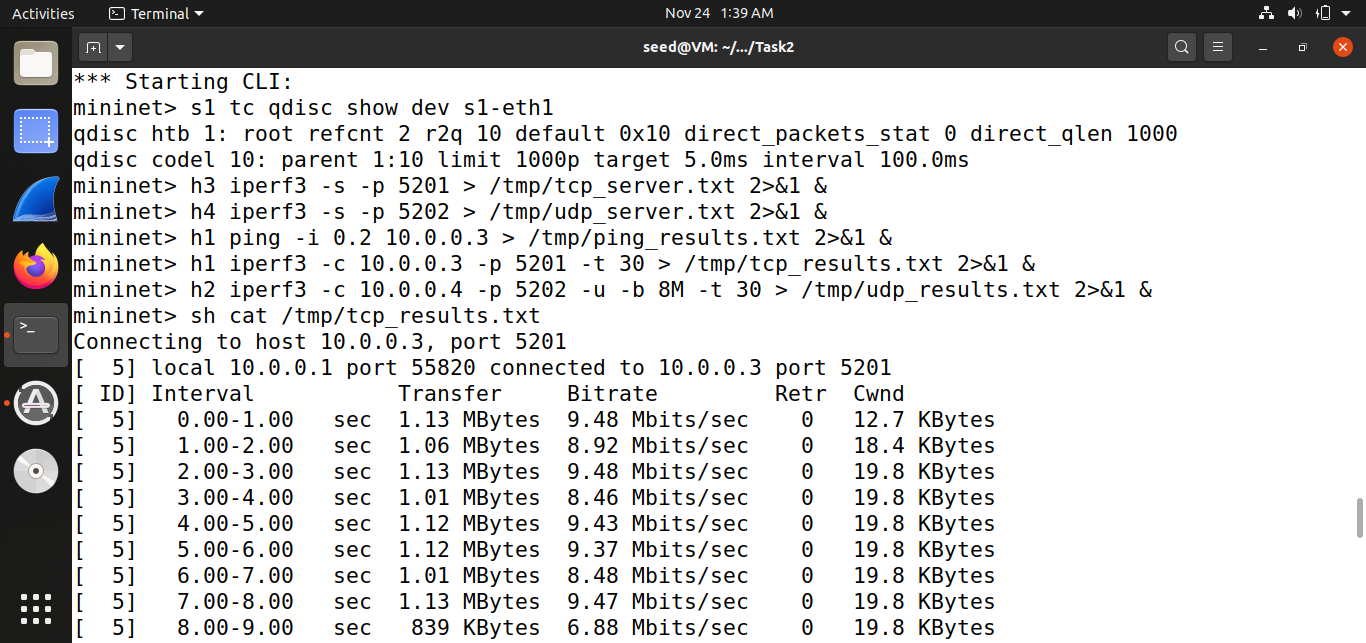 Activities Terminal Nov 24 1:39 AM
seed@VM: ~/.../Task2
*** Starting CLI:
mininet> s1 tc qdisc show dev s1-eth1
qdisc htb 1: root refcnt 2 r2q 10 default 0x10 direct_packets_stat 0 direct_qlen 1000
qdisc codel 10: parent 1:10 limit 1000p target 5.0ms interval 100.0ms
mininet> h3 iperf3 -s -p 5201 > /tmp/tcp_server.txt 2>&1 &
mininet> h4 iperf3 -s -p 5202 > /tmp/udp_server.txt 2>&1 &
mininet> h1 ping -i 0.2 10.0.0.3 > /tmp/ping_results.txt 2>&1 &
mininet> h1 iperf3 -c 10.0.0.3 -p 5201 -t 30 > /tmp/tcp_results.txt 2>&1 &
mininet> h2 iperf3 -c 10.0.0.4 -p 5202 -u -b 8M -t 30 > /tmp/udp_results.txt 2>&1 &
mininet> sh cat /tmp/tcp_results.txt
Connecting to host 10.0.0.3, port 5201
[  5] local 10.0.0.1 port 55820 connected to 10.0.0.3 port 5201
[ ID] Interval           Transfer     Bitrate         Retr  Cwnd
[  5]   0.00-1.00   sec  1.13 MBytes  9.48 Mbits/sec    0   12.7 KBytes
[  5]   1.00-2.00   sec  1.06 MBytes  8.92 Mbits/sec    0   18.4 KBytes
[  5]   2.00-3.00   sec  1.13 MBytes  9.48 Mbits/sec    0   19.8 KBytes
[  5]   3.00-4.00   sec  1.01 MBytes  8.46 Mbits/sec    0   19.8 KBytes
[  5]   4.00-5.00   sec  1.12 MBytes  9.43 Mbits/sec    0   19.8 KBytes
[  5]   5.00-6.00   sec  1.12 MBytes  9.37 Mbits/sec    0   19.8 KBytes
[  5]   6.00-7.00   sec  1.01 MBytes  8.48 Mbits/sec    0   19.8 KBytes
[  5]   7.00-8.00   sec  1.13 MBytes  9.47 Mbits/sec    0   19.8 KBytes
[  5]   8.00-9.00   sec   839 KBytes  6.88 Mbits/sec    0   19.8 KBytes